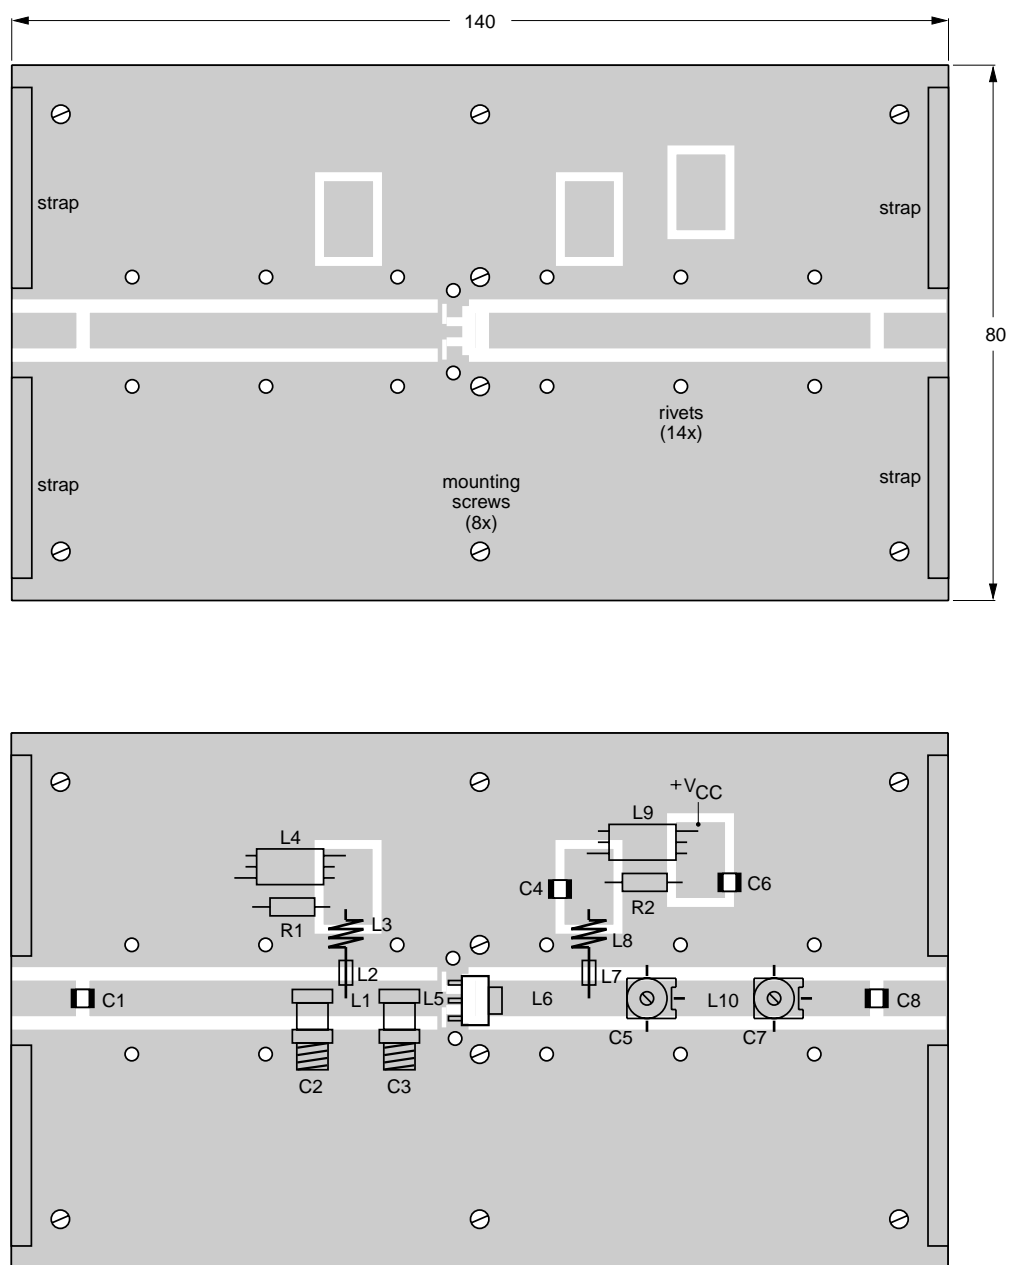 140
strap
strap
80
rivets
(14x)
strap
strap
mounting
screws
(8x)
+VCC
L4
L9
C4
C6
R1
L3
R2
L8
L2
L7
C1
L1
L5
L6
L10
C8
C5
C7
C2
C3